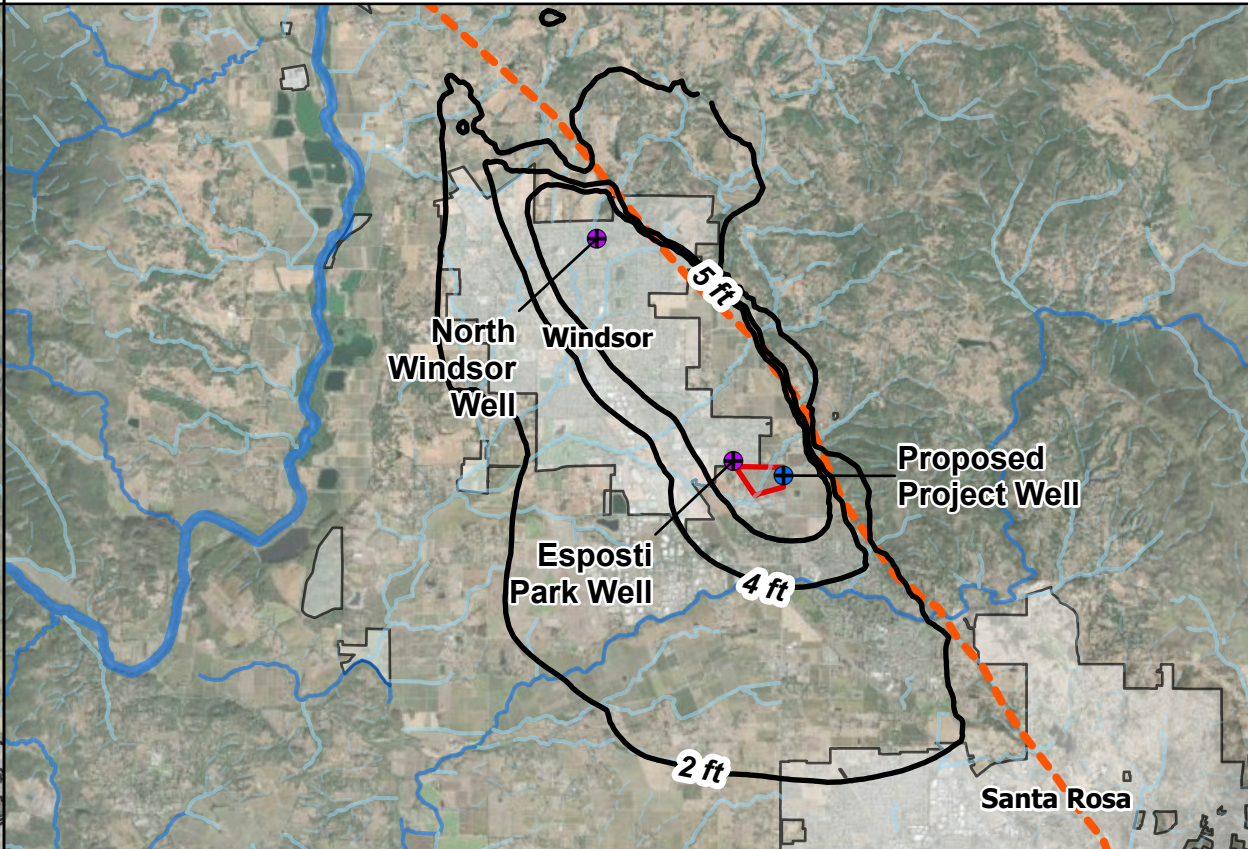 5 ft
North
Windsor
Well
Windsor
Proposed
Project Well
Esposti
Park Well
4 ft
2 ft
Santa Rosa